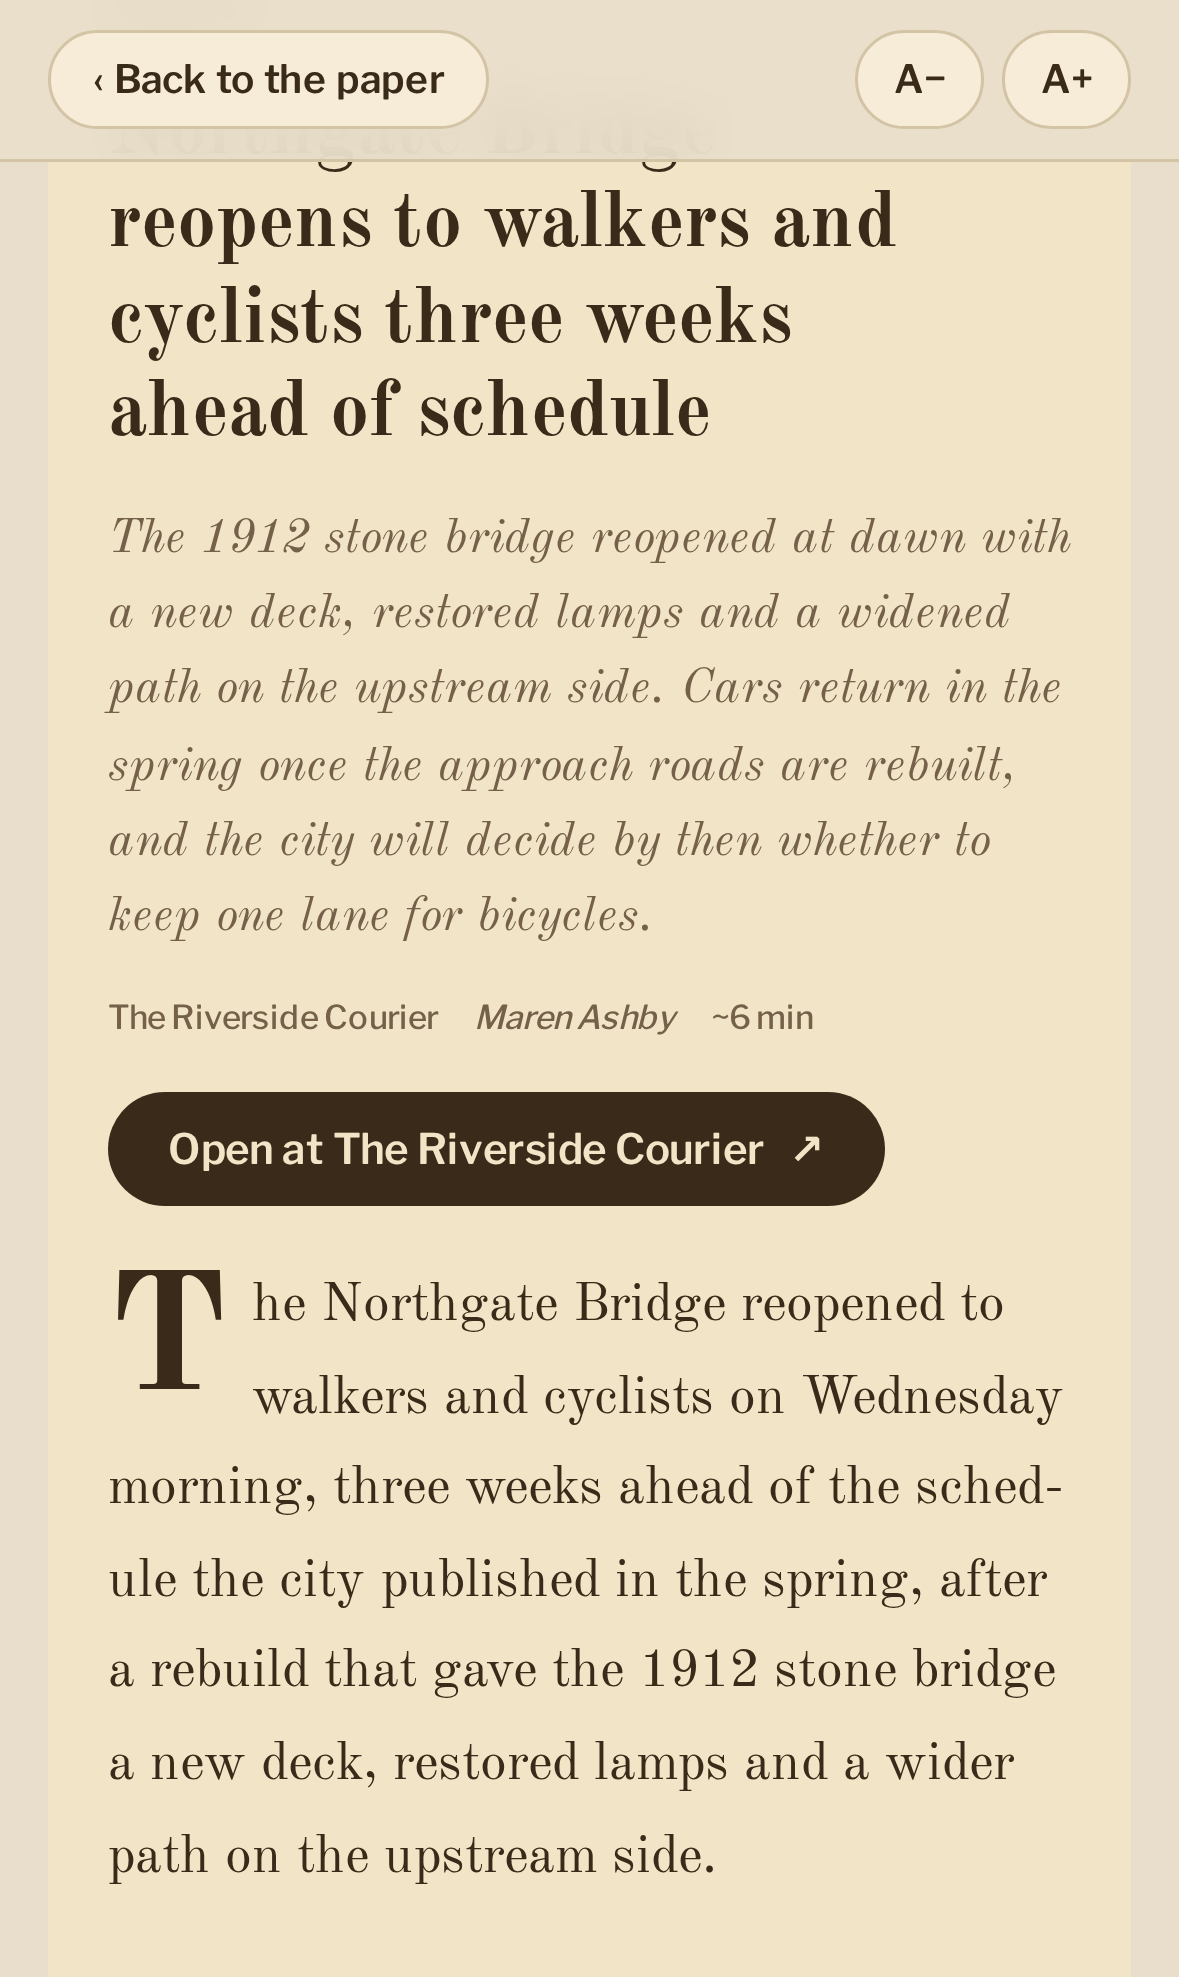 ‹ Back to the paper
A−
A+
Northgate Bridge
reopens to walkers and
cyclists three weeks
ahead of schedule
The 1912 stone bridge reopened at dawn with
a new deck, restored lamps and a widened
path on the upstream side. Cars return in the
spring once the approach roads are rebuilt,
and the city will decide by then whether to
keep one lane for bicycles.
The Riverside Courier Maren Ashby ~6 min
Open at The Riverside Courier ↗
The Northgate Bridge reopened to
walkers and cyclists on Wednesday
morning, three weeks ahead of the sched-
ule the city published in the spring, after
a rebuild that gave the 1912 stone bridge
a new deck, restored lamps and a wider
path on the upstream side.